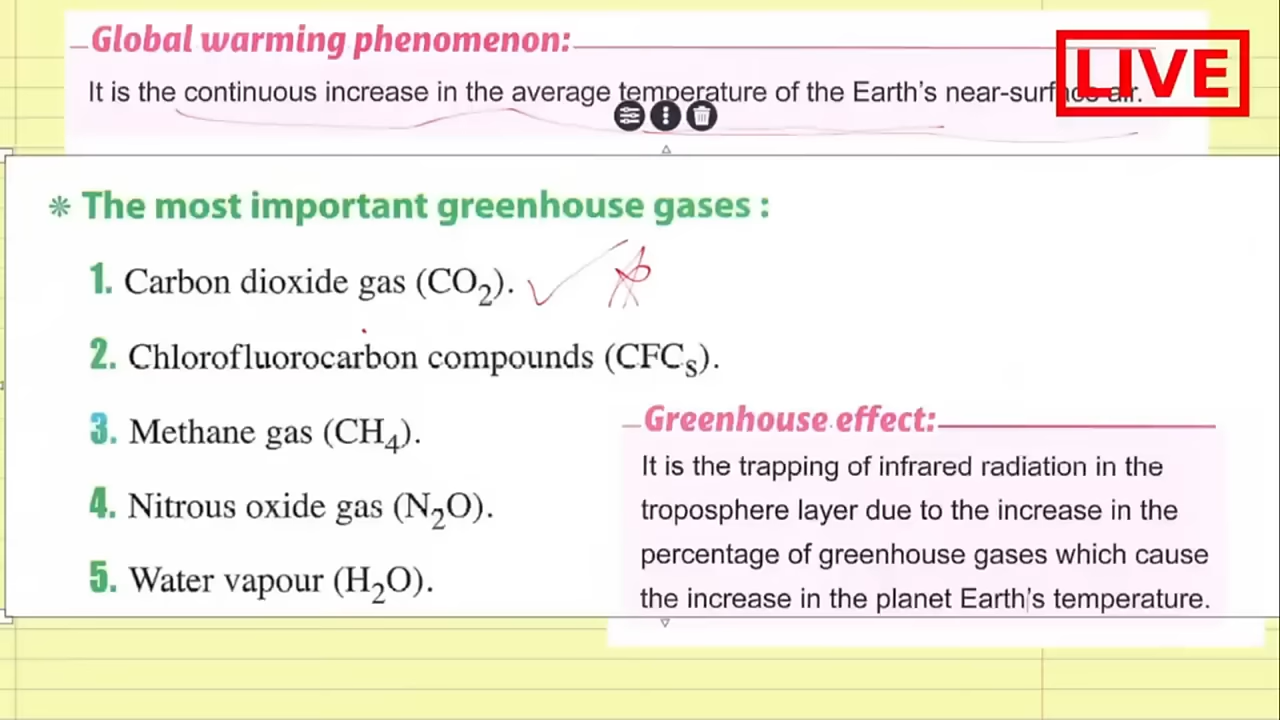 Global warming phenomenon:
It is the continuous increase in the average temperature of the Earth's near-surface air.
LIVE
❊ The most important greenhouse gases :
1. Carbon dioxide gas (CO₂).
2. Chlorofluorocarbon compounds (CFCₛ).
3. Methane gas (CH₄).
4. Nitrous oxide gas (N₂O).
5. Water vapour (H₂O).
Greenhouse effect:
It is the trapping of infrared radiation in the
troposphere layer due to the increase in the
percentage of greenhouse gases which cause
the increase in the planet Earth's temperature.